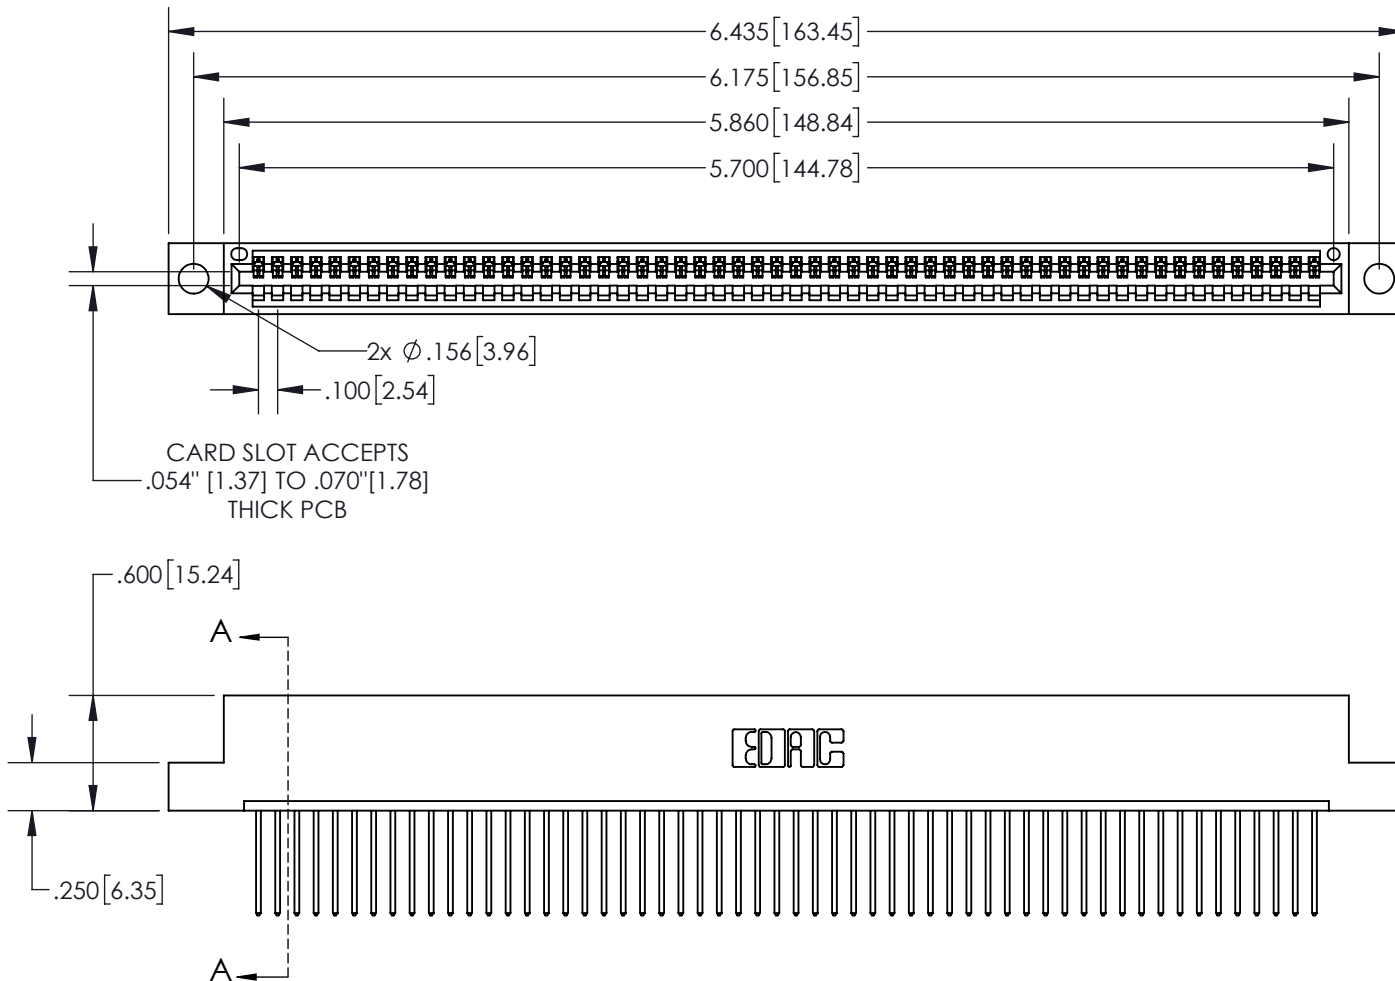 6.435[163.45]
6.175[156.85]
5.860[148.84]
5.700[144.78]
2x Ø.156[3.96]
.100[2.54]
CARD SLOT ACCEPTS
.054" [1.37] TO .070"[1.78]
THICK PCB
.600[15.24]
A
EDAC
.250[6.35]
A